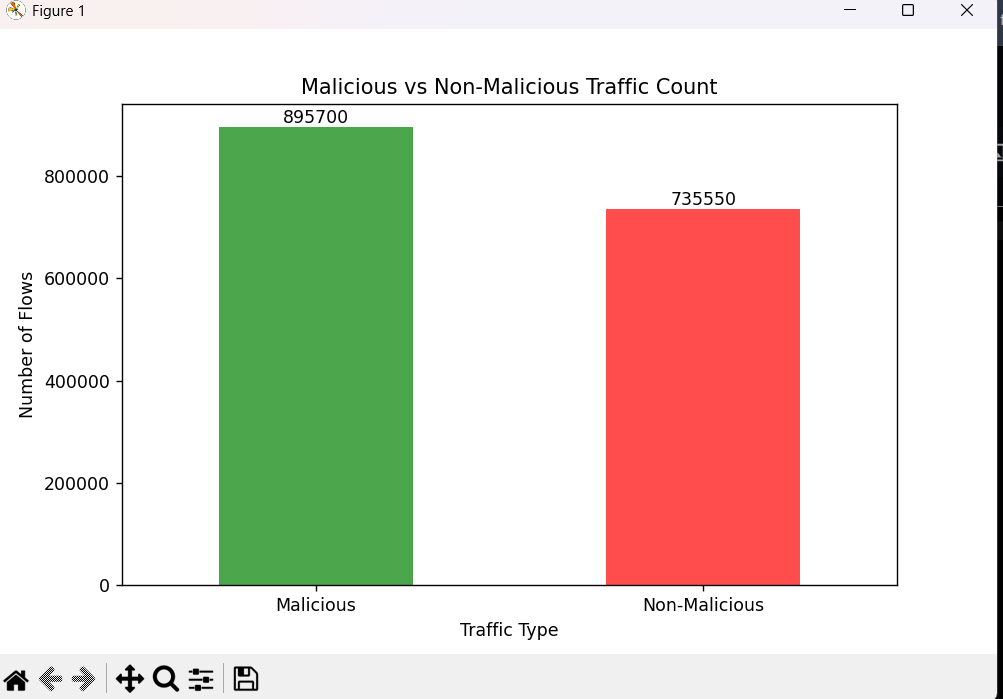 Figure 1
Malicious vs Non-Malicious Traffic Count
895700
735550
800000
600000
400000
200000
0
Number of Flows
Malicious
Non-Malicious
Traffic Type